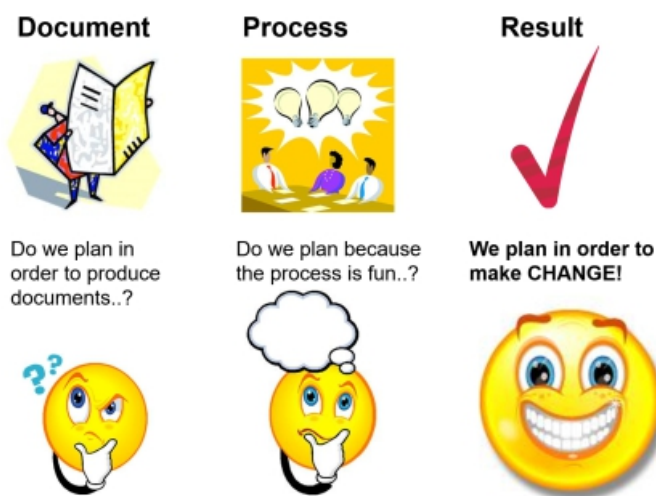 Document
Process
Result
Do we plan in
order to produce
documents..?
Do we plan because
the process is fun..?
We plan in order to
make CHANGE!
??